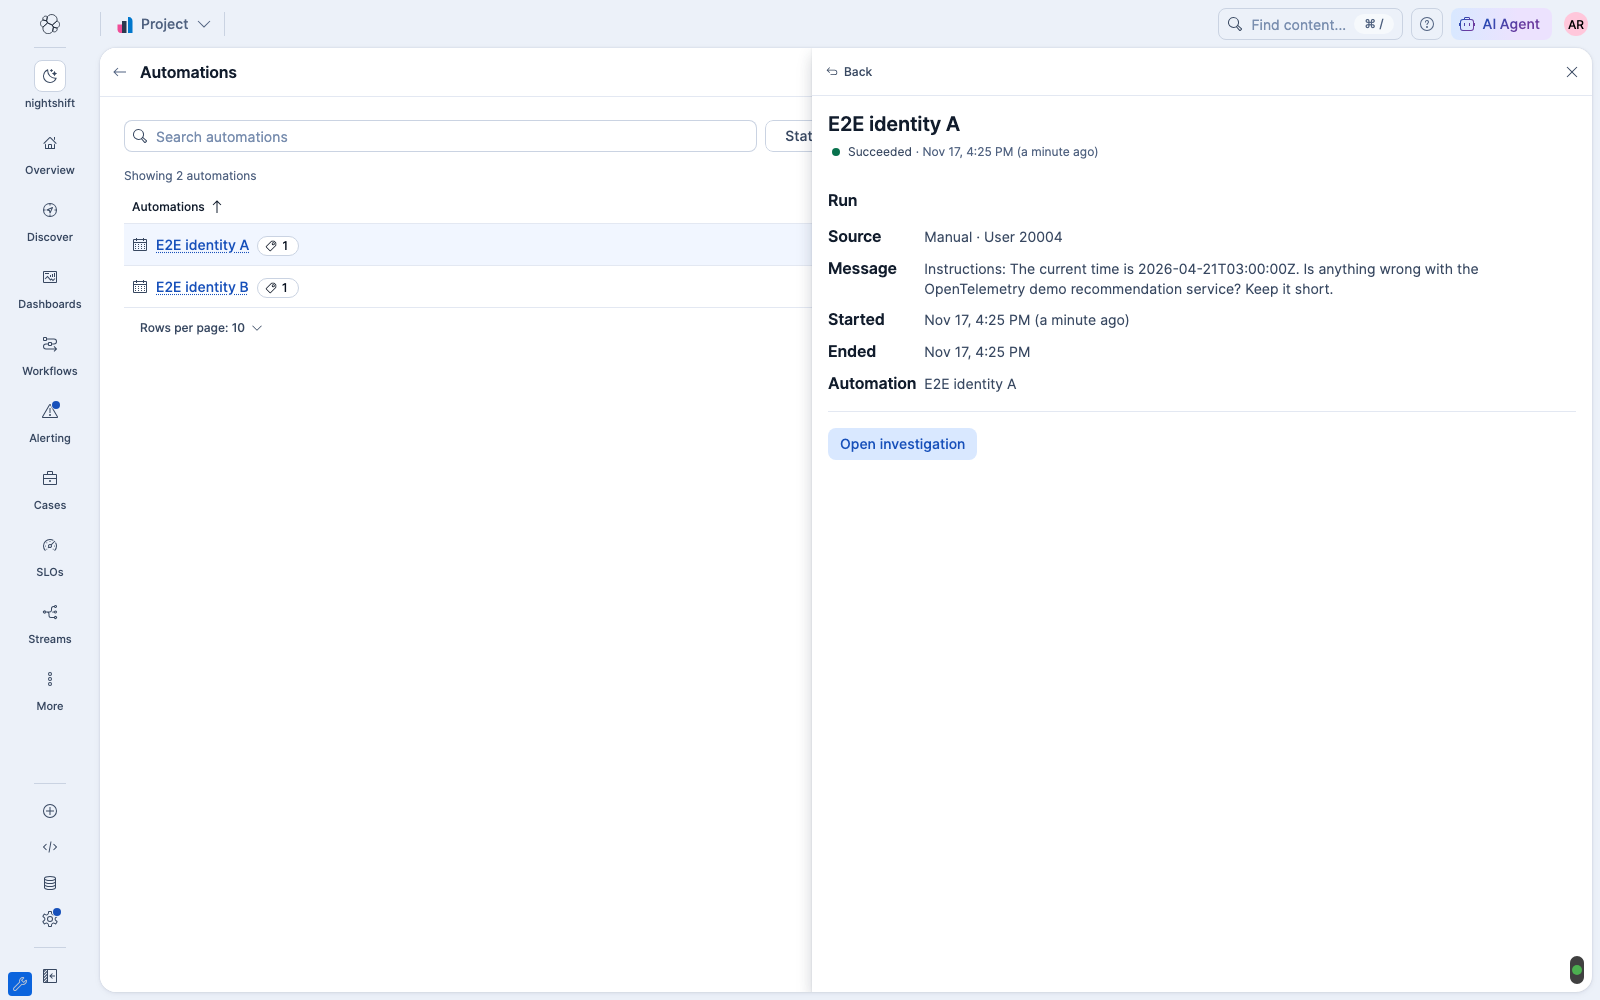 Project
Find content...
⌘ /
AI Agent
AR
nightshift
Overview
Discover
Dashboards
Workflows
Alerting
Cases
SLOs
Streams
More
Automations
Search automations
Stat
Showing 2 automations
Automations
E2E identity A
1
E2E identity B
1
Rows per page: 10
Back
E2E identity A
Succeeded · Nov 17, 4:25 PM (a minute ago)
Run
Source
Manual · User 20004
Message
Instructions: The current time is 2026-04-21T03:00:00Z. Is anything wrong with the
OpenTelemetry demo recommendation service? Keep it short.
Started
Nov 17, 4:25 PM (a minute ago)
Ended
Nov 17, 4:25 PM
Automation
E2E identity A
Open investigation